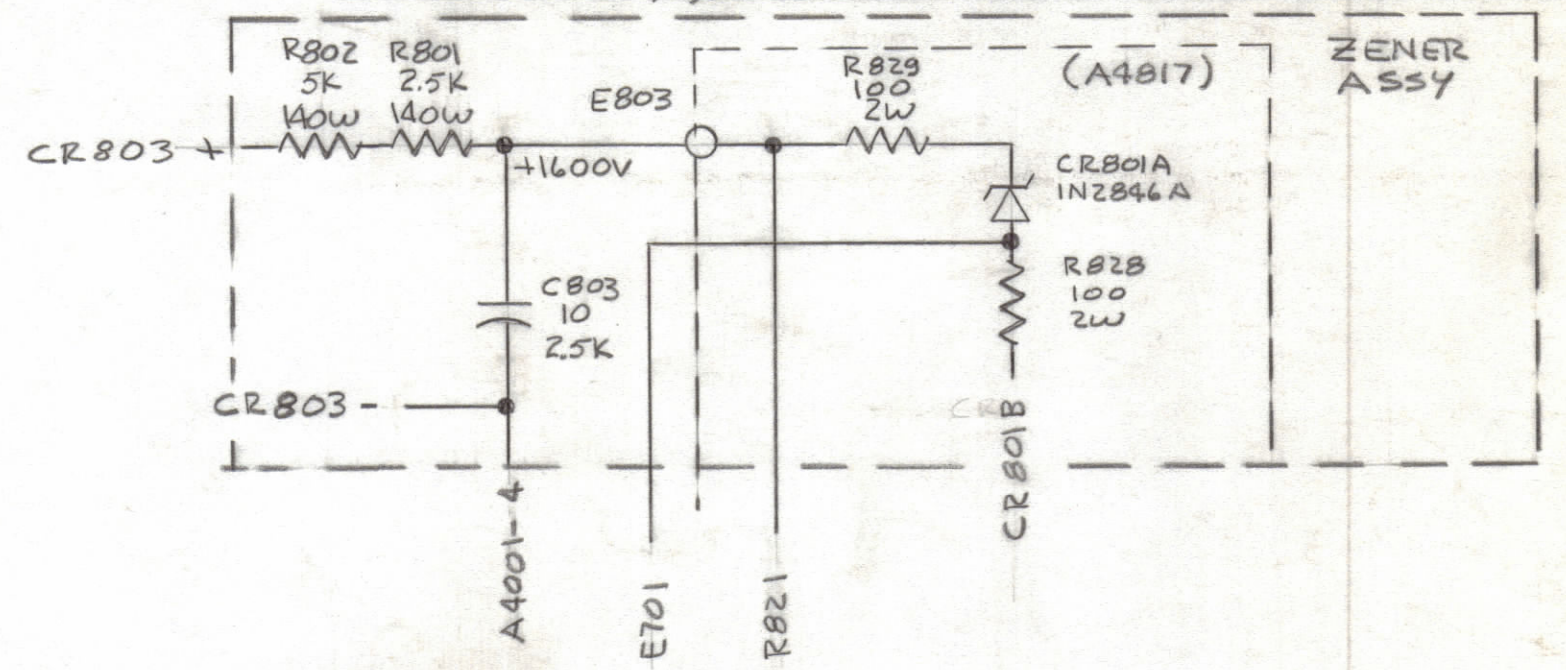 R802
5K
140W
R801
2.5K
140W
E803
R829
100
2W
(A4817)
ZENER
ASSY
CR803 +
+1600V
CR801A
1N2846A
C803
10
2.5K
R828
100
2W
CR803 -
CR
A4001-4
E701
R821
CR801B